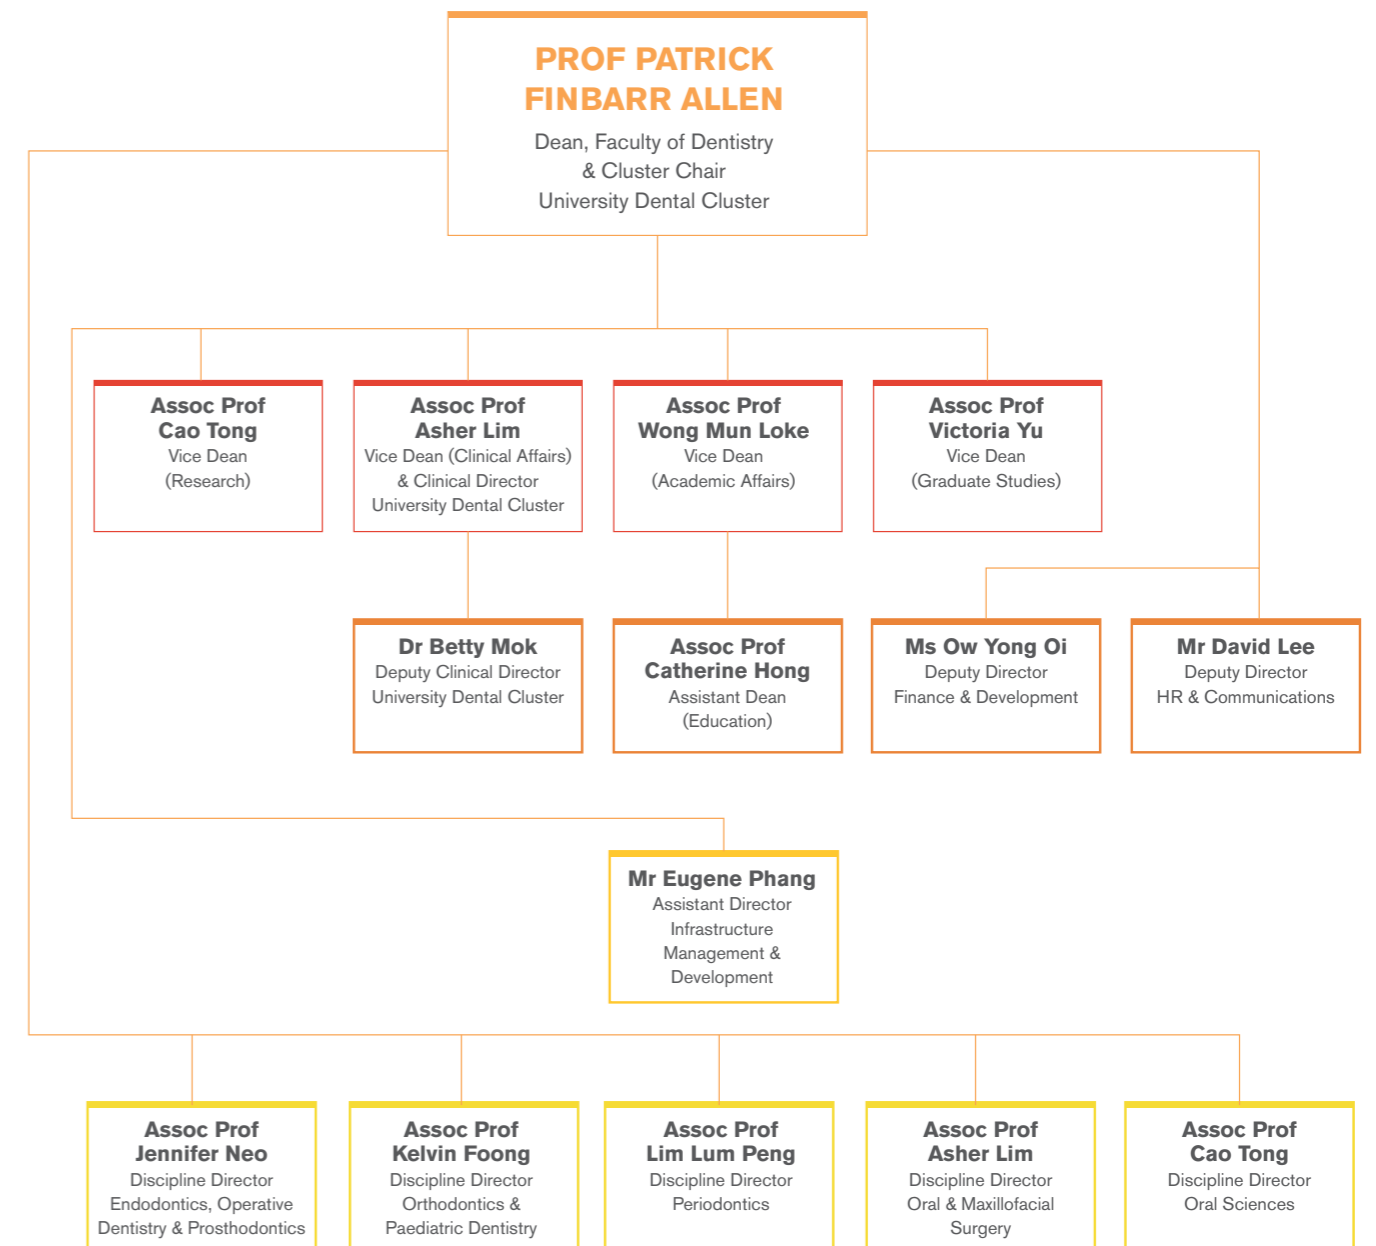 PROF PATRICK
FINBARR ALLEN
Dean, Faculty of Dentistry
& Cluster Chair
University Dental Cluster
Assoc Prof
Cao Tong
Vice Dean
(Research)
Assoc Prof
Asher Lim
Vice Dean (Clinical Affairs)
& Clinical Director
University Dental Cluster
Assoc Prof
Wong Mun Loke
Vice Dean
(Academic Affairs)
Assoc Prof
Victoria Yu
Vice Dean
(Graduate Studies)
Dr Betty Mok
Deputy Clinical Director
University Dental Cluster
Assoc Prof
Catherine Hong
Assistant Dean
(Education)
Ms Ow Yong Oi
Deputy Director
Finance & Development
Mr David Lee
Deputy Director
HR & Communications
Mr Eugene Phang
Assistant Director
Infrastructure
Management &
Development
Assoc Prof
Jennifer Neo
Discipline Director
Endodontics, Operative
Dentistry & Prosthodontics
Assoc Prof
Kelvin Foong
Discipline Director
Orthodontics &
Paediatric Dentistry
Assoc Prof
Lim Lum Peng
Discipline Director
Periodontics
Assoc Prof
Asher Lim
Discipline Director
Oral & Maxillofacial
Surgery
Assoc Prof
Cao Tong
Discipline Director
Oral Sciences